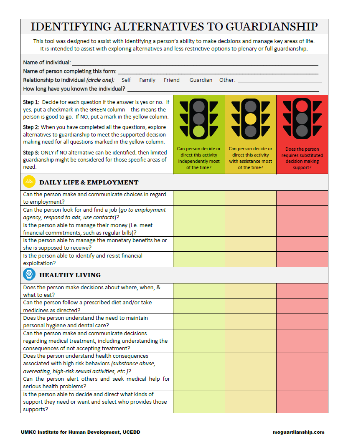 IDENTIFYING ALTERNATIVES TO GUARDIANSHIP
This tool was designed to assist with identifying a person's ability to make decisions and manage key areas of life.
It is intended to assist with exploring alternatives and less restrictive options to plenary or full guardianship.
Name of Individual:
Name of person completing this form:
Relationship to Individual (circle one): Self Family Friend Guardian Other:
How long have you known the individual?
Step 1: Decide for each question if the answer is yes or no. If
yes, put a checkmark in the GREEN column – this means the
person is good to go. If NO, put a mark in the yellow column.
Step 2: When you have completed all the questions, explore
alternatives to guardianship to meet the supported decision
making need for all questions marked in the yellow column.
Step 3: ONLY if NO alternative can be identified, then limited
guardianship might be considered for those specific areas of
need.
Can person decide or
direct this activity
independently most
of the time?
Can person decide or
direct this activity
with assistance most
of the time?
Does the person
require substituted
decision making
support?
DAILY LIFE & EMPLOYMENT
Can the person make and communicate choices in regard
to employment?
Can the person look for and find a job (go to employment
agency, respond to ads, use contacts)?
Is the person able to manage their money (i.e. meet
financial commitments, such as regular bills)?
Is the person able to manage the monetary benefits he or
she is supposed to receive?
Is the person able to identify and resist financial
exploitation?
HEALTHY LIVING
Does the person make decisions about where, when, &
what to eat?
Can the person follow a prescribed diet and/or take
medicines as directed?
Does the person understand the need to maintain
personal hygiene and dental care?
Can the person make and communicate decisions
regarding medical treatment, including understanding the
consequences of not accepting treatment?
Does the person understand health consequences
associated with high risk behaviors (substance abuse,
overeating, high-risk sexual activities, etc.)?
Can the person alert others and seek medical help for
serious health problems?
Is the person able to decide and direct what kinds of
support they need or want and select who provides those
supports?
UMKC Institute for Human Development, UCEDD
moguardianship.com